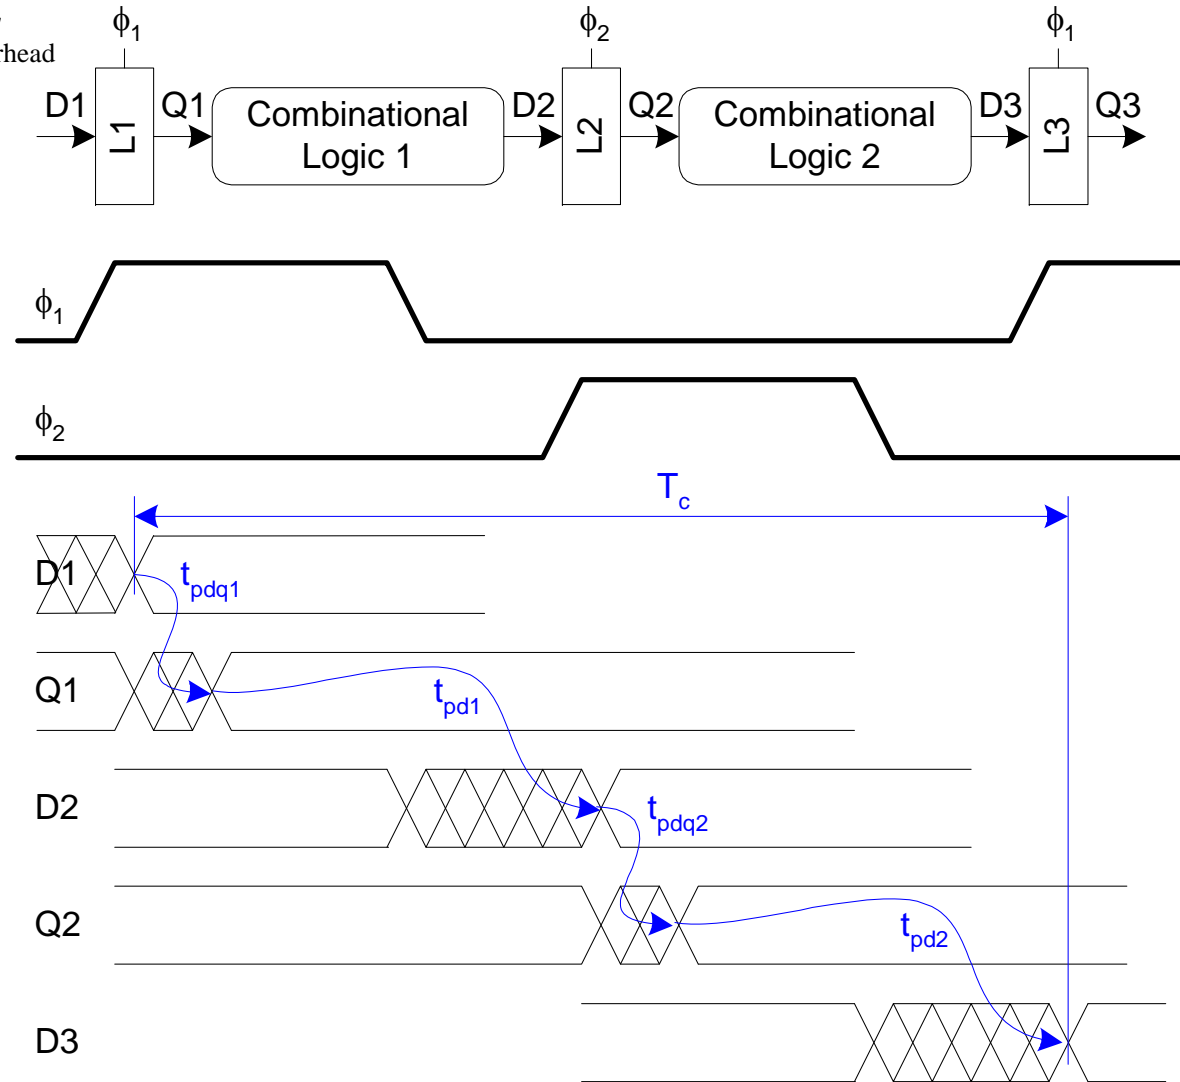 ϕ1 ϕ2 ϕ1
D1 L1 Q1 Combinational Logic 1 D2 L2 Q2 Combinational Logic 2 D3 L3 Q3
ϕ1
ϕ2
Tc
D1 tpdq1
Q1 tpd1
D2 tpdq2
Q2 tpd2
D3